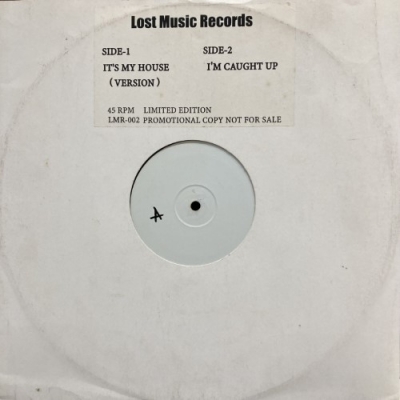 Lost Music Records
SIDE-1 SIDE-2
IT'S MY HOUSE I'M CAUGHT UP
(VERSION)
45 RPM LIMITED EDITION
LMR-002 PROMOTIONAL COPY NOT FOR SALE
A